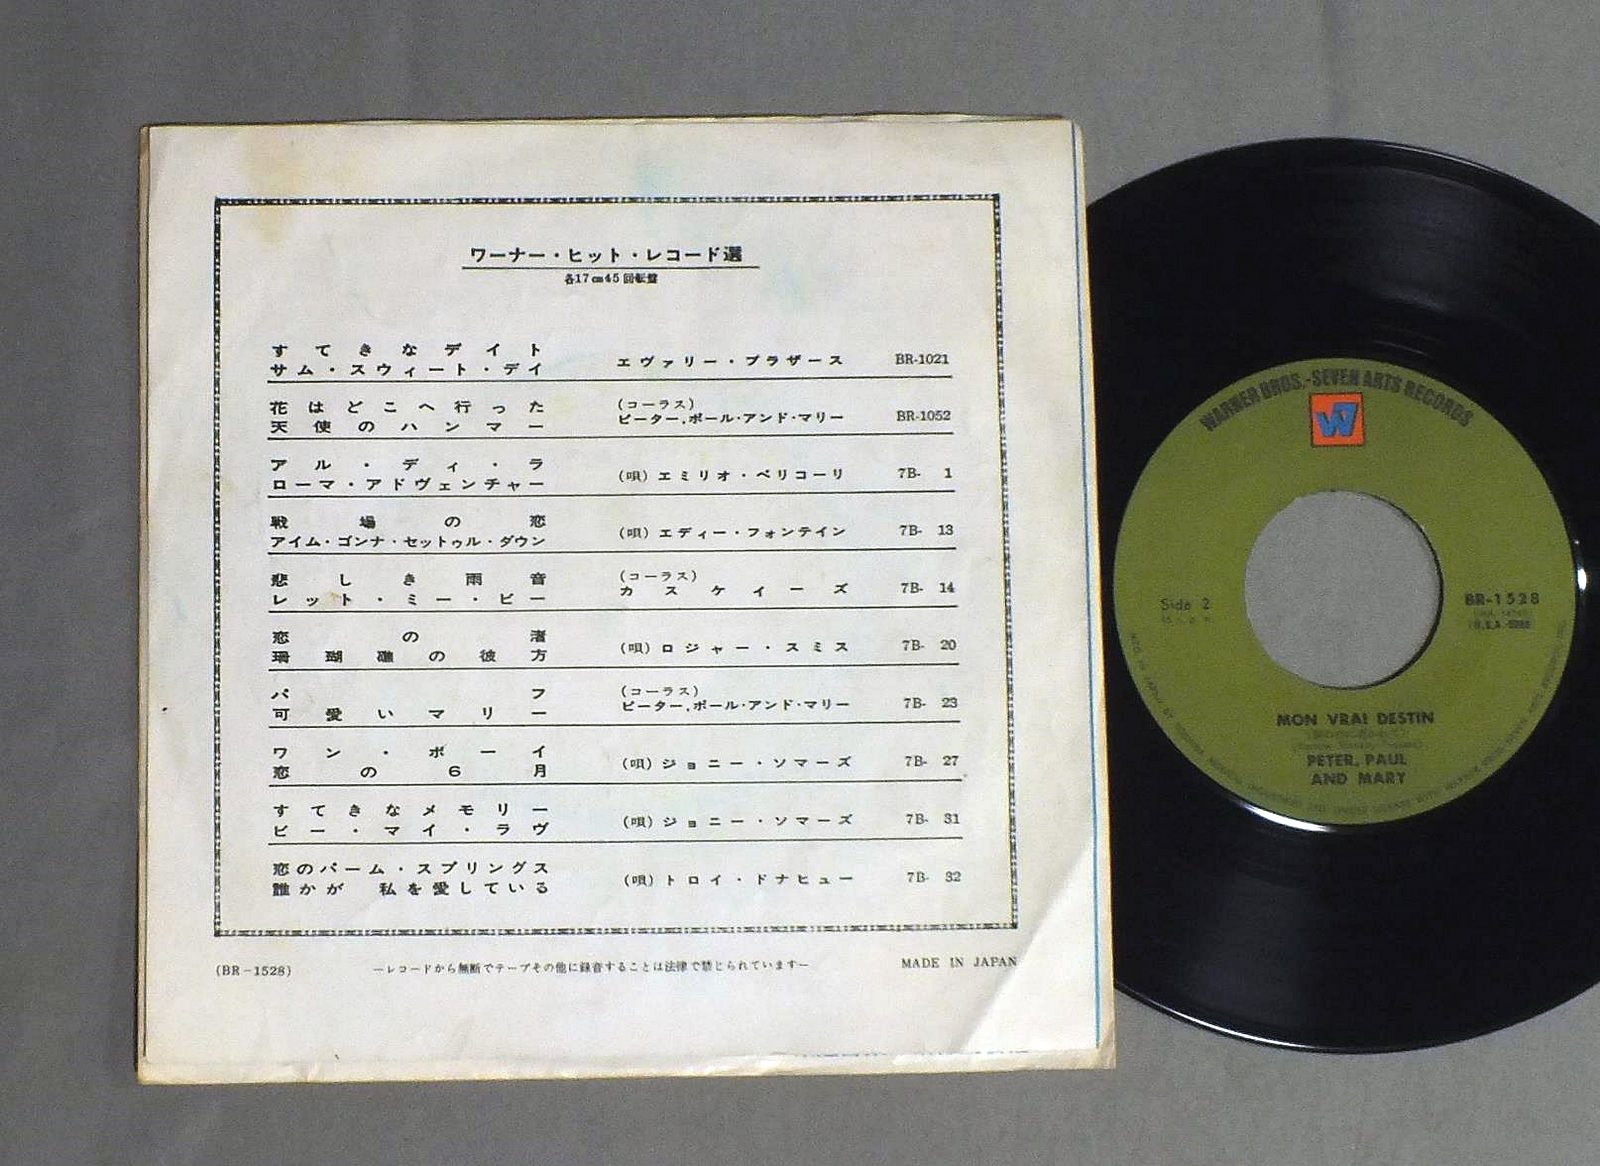 ワーナー・ヒット・レコード選
各17cm45回転盤
すてきなデイト
サム・スウィート・デイ
エヴァリー・ブラザース BR-1021
花はどこへ行った
天使のハンマー
(コーラス)
ピーター,ポール・アンド・マリー BR-1052
アル・ディ・ラ
ローマ・アドヴェンチャー
(唄)エミリオ・ペリコーリ 7B- 1
戦場の恋
アイム・ゴンナ・セットゥル・ダウン
(唄)エディー・フォンテイン 7B- 13
悲しき雨音
レット・ミー・ビー
(コーラス)
カスケイーズ 7B- 14
恋の渚
珊瑚礁の彼方
(唄)ロジャー・スミス 7B- 20
パフ
可愛いマリー
(コーラス)
ピーター,ポール・アンド・マリー 7B- 23
ワン・ボーイ
恋の6月
(唄)ジョニー・ソマーズ 7B- 27
すてきなメモリー
ビー・マイ・ラヴ
(唄)ジョニー・ソマーズ 7B- 31
恋のパーム・スプリングス
誰かが 私を愛している
(唄)トロイ・ドナヒュー 7B- 32
(BR-1528)
―レコードから無断でテープその他に録音することは法律で禁じられています―
MADE IN JAPAN
WARNER BROS.-SEVEN ARTS RECORDS
W7
Side 2
BR-1528
MON VRAI DESTIN
PETER, PAUL
AND MARY